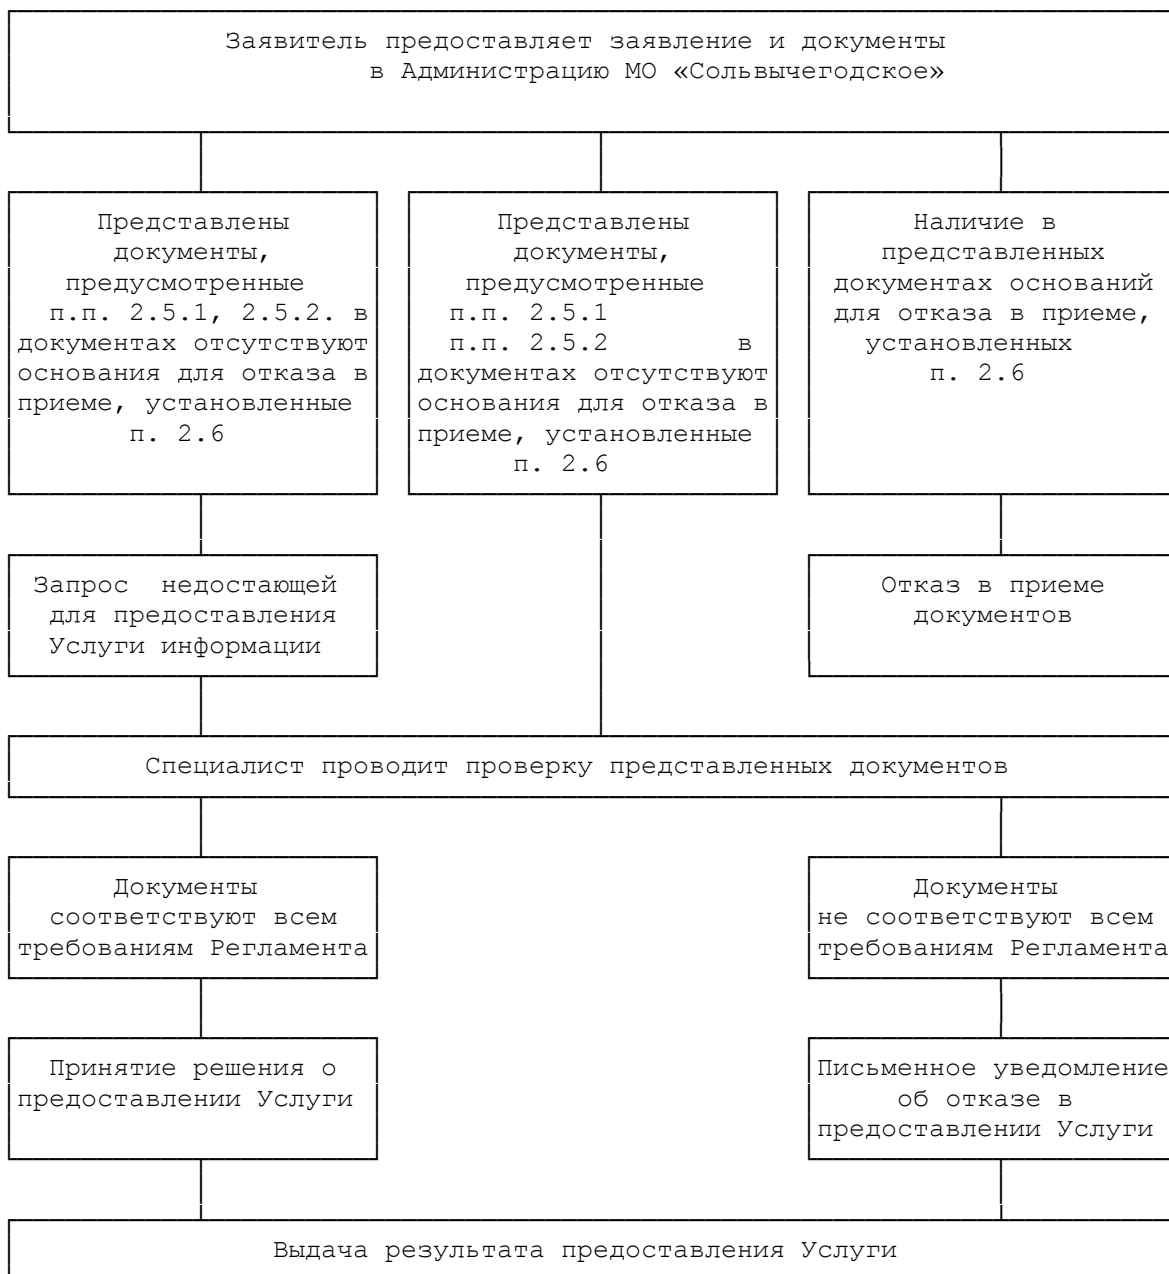 Заявитель предоставляет заявление и документы
в Администрацию МО «Сольвычегодское»
Представлены
документы,
предусмотренные
п.п. 2.5.1, 2.5.2. в
документах отсутствуют
основания для отказа в
приеме, установленные
п. 2.6
Представлены
документы,
предусмотренные
п.п. 2.5.1
п.п. 2.5.2 в
документах отсутствуют
основания для отказа в
приеме, установленные
п. 2.6
Наличие в
представленных
документах оснований
для отказа в приеме,
установленных
п. 2.6
Запрос недостающей
для предоставления
Услуги информации
Отказ в приеме
документов
Специалист проводит проверку представленных документов
Документы
соответствуют всем
требованиям Регламента
Документы
не соответствуют всем
требованиям Регламента
Принятие решения о
предоставлении Услуги
Письменное уведомление
об отказе в
предоставлении Услуги
Выдача результата предоставления Услуги